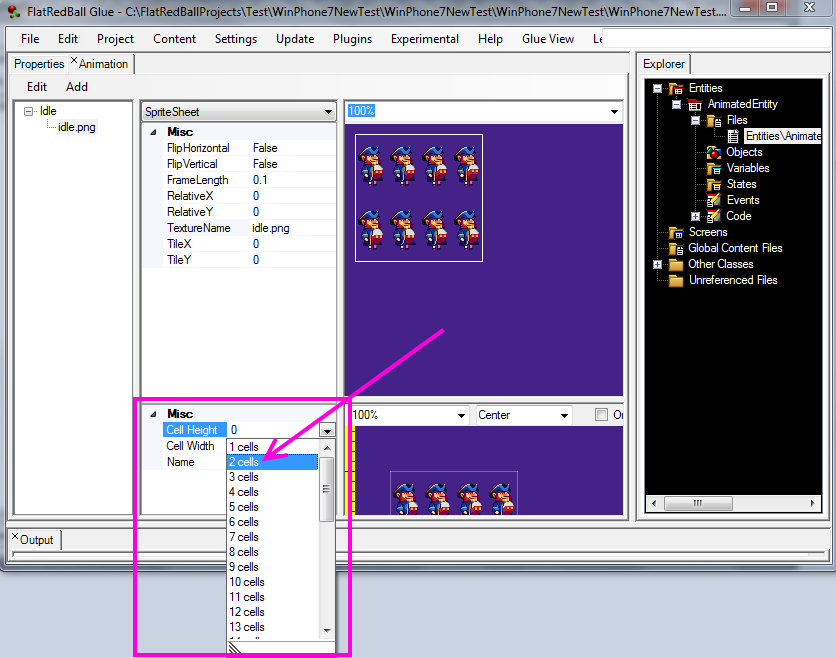 FlatRedBall Glue - C:\FlatRedBallProjects\Test\WinPhone7NewTest\WinPhone7NewTest\WinPhone7NewTest\WinPhone7NewTest....
File Edit Project Content Settings Update Plugins Experimental Help Glue View Le
Properties Animation
Explorer
Edit Add
Idle
idle.png
SpriteSheet
Misc
FlipHorizontal False
FlipVertical False
FrameLength 0.1
RelativeX 0
RelativeY 0
TextureName idle.png
TileX 0
TileY 0
100%
Entities
AnimatedEntity
Files
Entities\Animate
Objects
Variables
States
Events
Code
Screens
Global Content Files
Other Classes
Unreferenced Files
Misc
Cell Height 0
Cell Width
Name
1 cells
2 cells
3 cells
4 cells
5 cells
6 cells
7 cells
8 cells
9 cells
10 cells
11 cells
12 cells
13 cells
100% Center On
Output